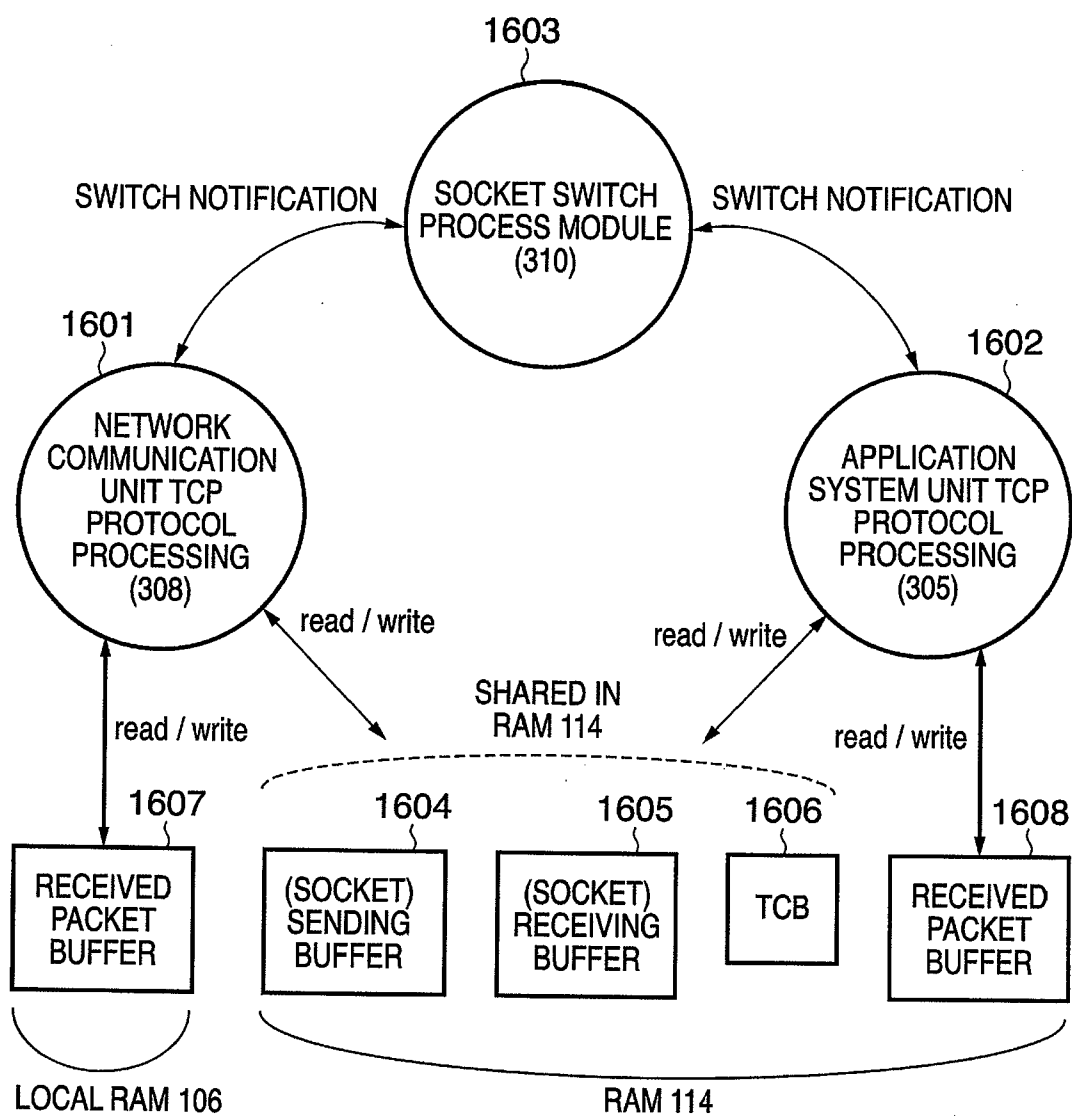 1603
SOCKET SWITCH
PROCESS MODULE
(310)
SWITCH NOTIFICATION
SWITCH NOTIFICATION
1601
NETWORK
COMMUNICATION
UNIT TCP
PROTOCOL
PROCESSING
(308)
1602
APPLICATION
SYSTEM UNIT TCP
PROTOCOL
PROCESSING
(305)
read / write
read / write
SHARED IN
RAM 114
read / write
read / write
1607
RECEIVED
PACKET
BUFFER
1604
(SOCKET)
SENDING
BUFFER
1605
(SOCKET)
RECEIVING
BUFFER
1606
TCB
1608
RECEIVED
PACKET
BUFFER
LOCAL RAM 106
RAM 114